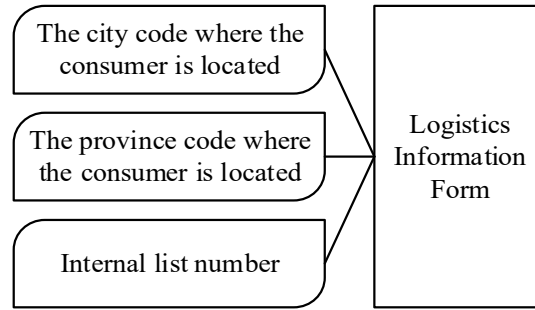 The city code where the
consumer is located
The province code where
the consumer is located
Internal list number
Logistics
Information
Form